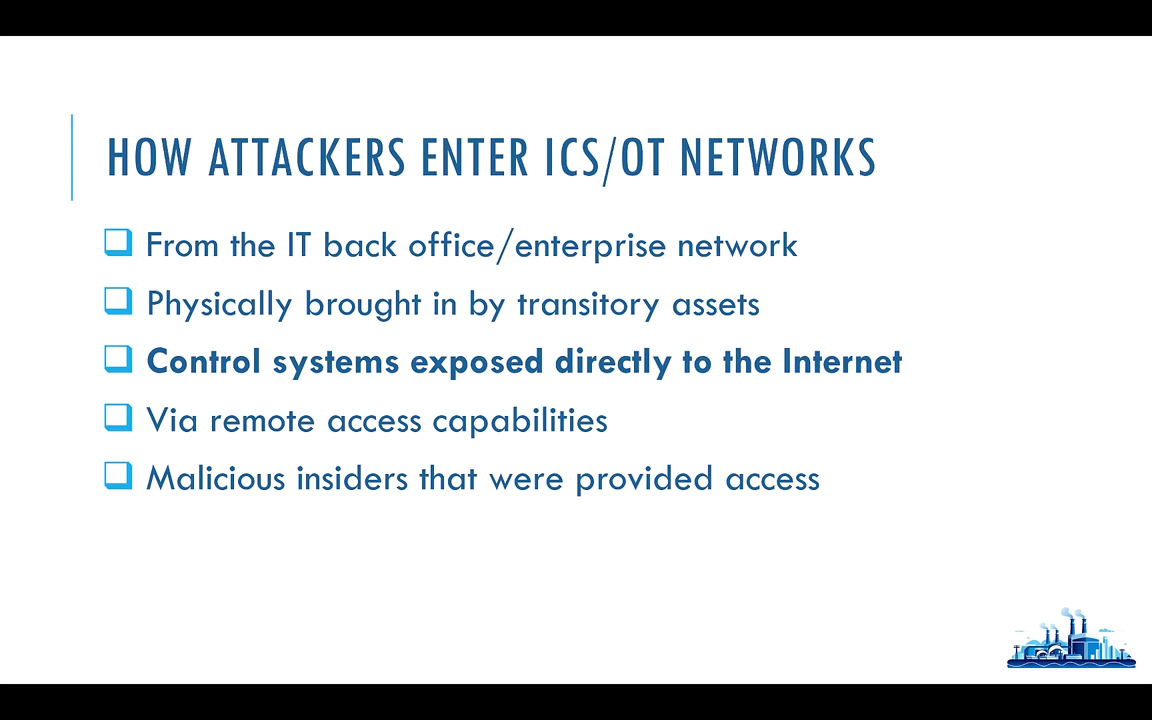 HOW ATTACKERS ENTER ICS/OT NETWORKS
From the IT back office/enterprise network
Physically brought in by transitory assets
Control systems exposed directly to the Internet
Via remote access capabilities
Malicious insiders that were provided access